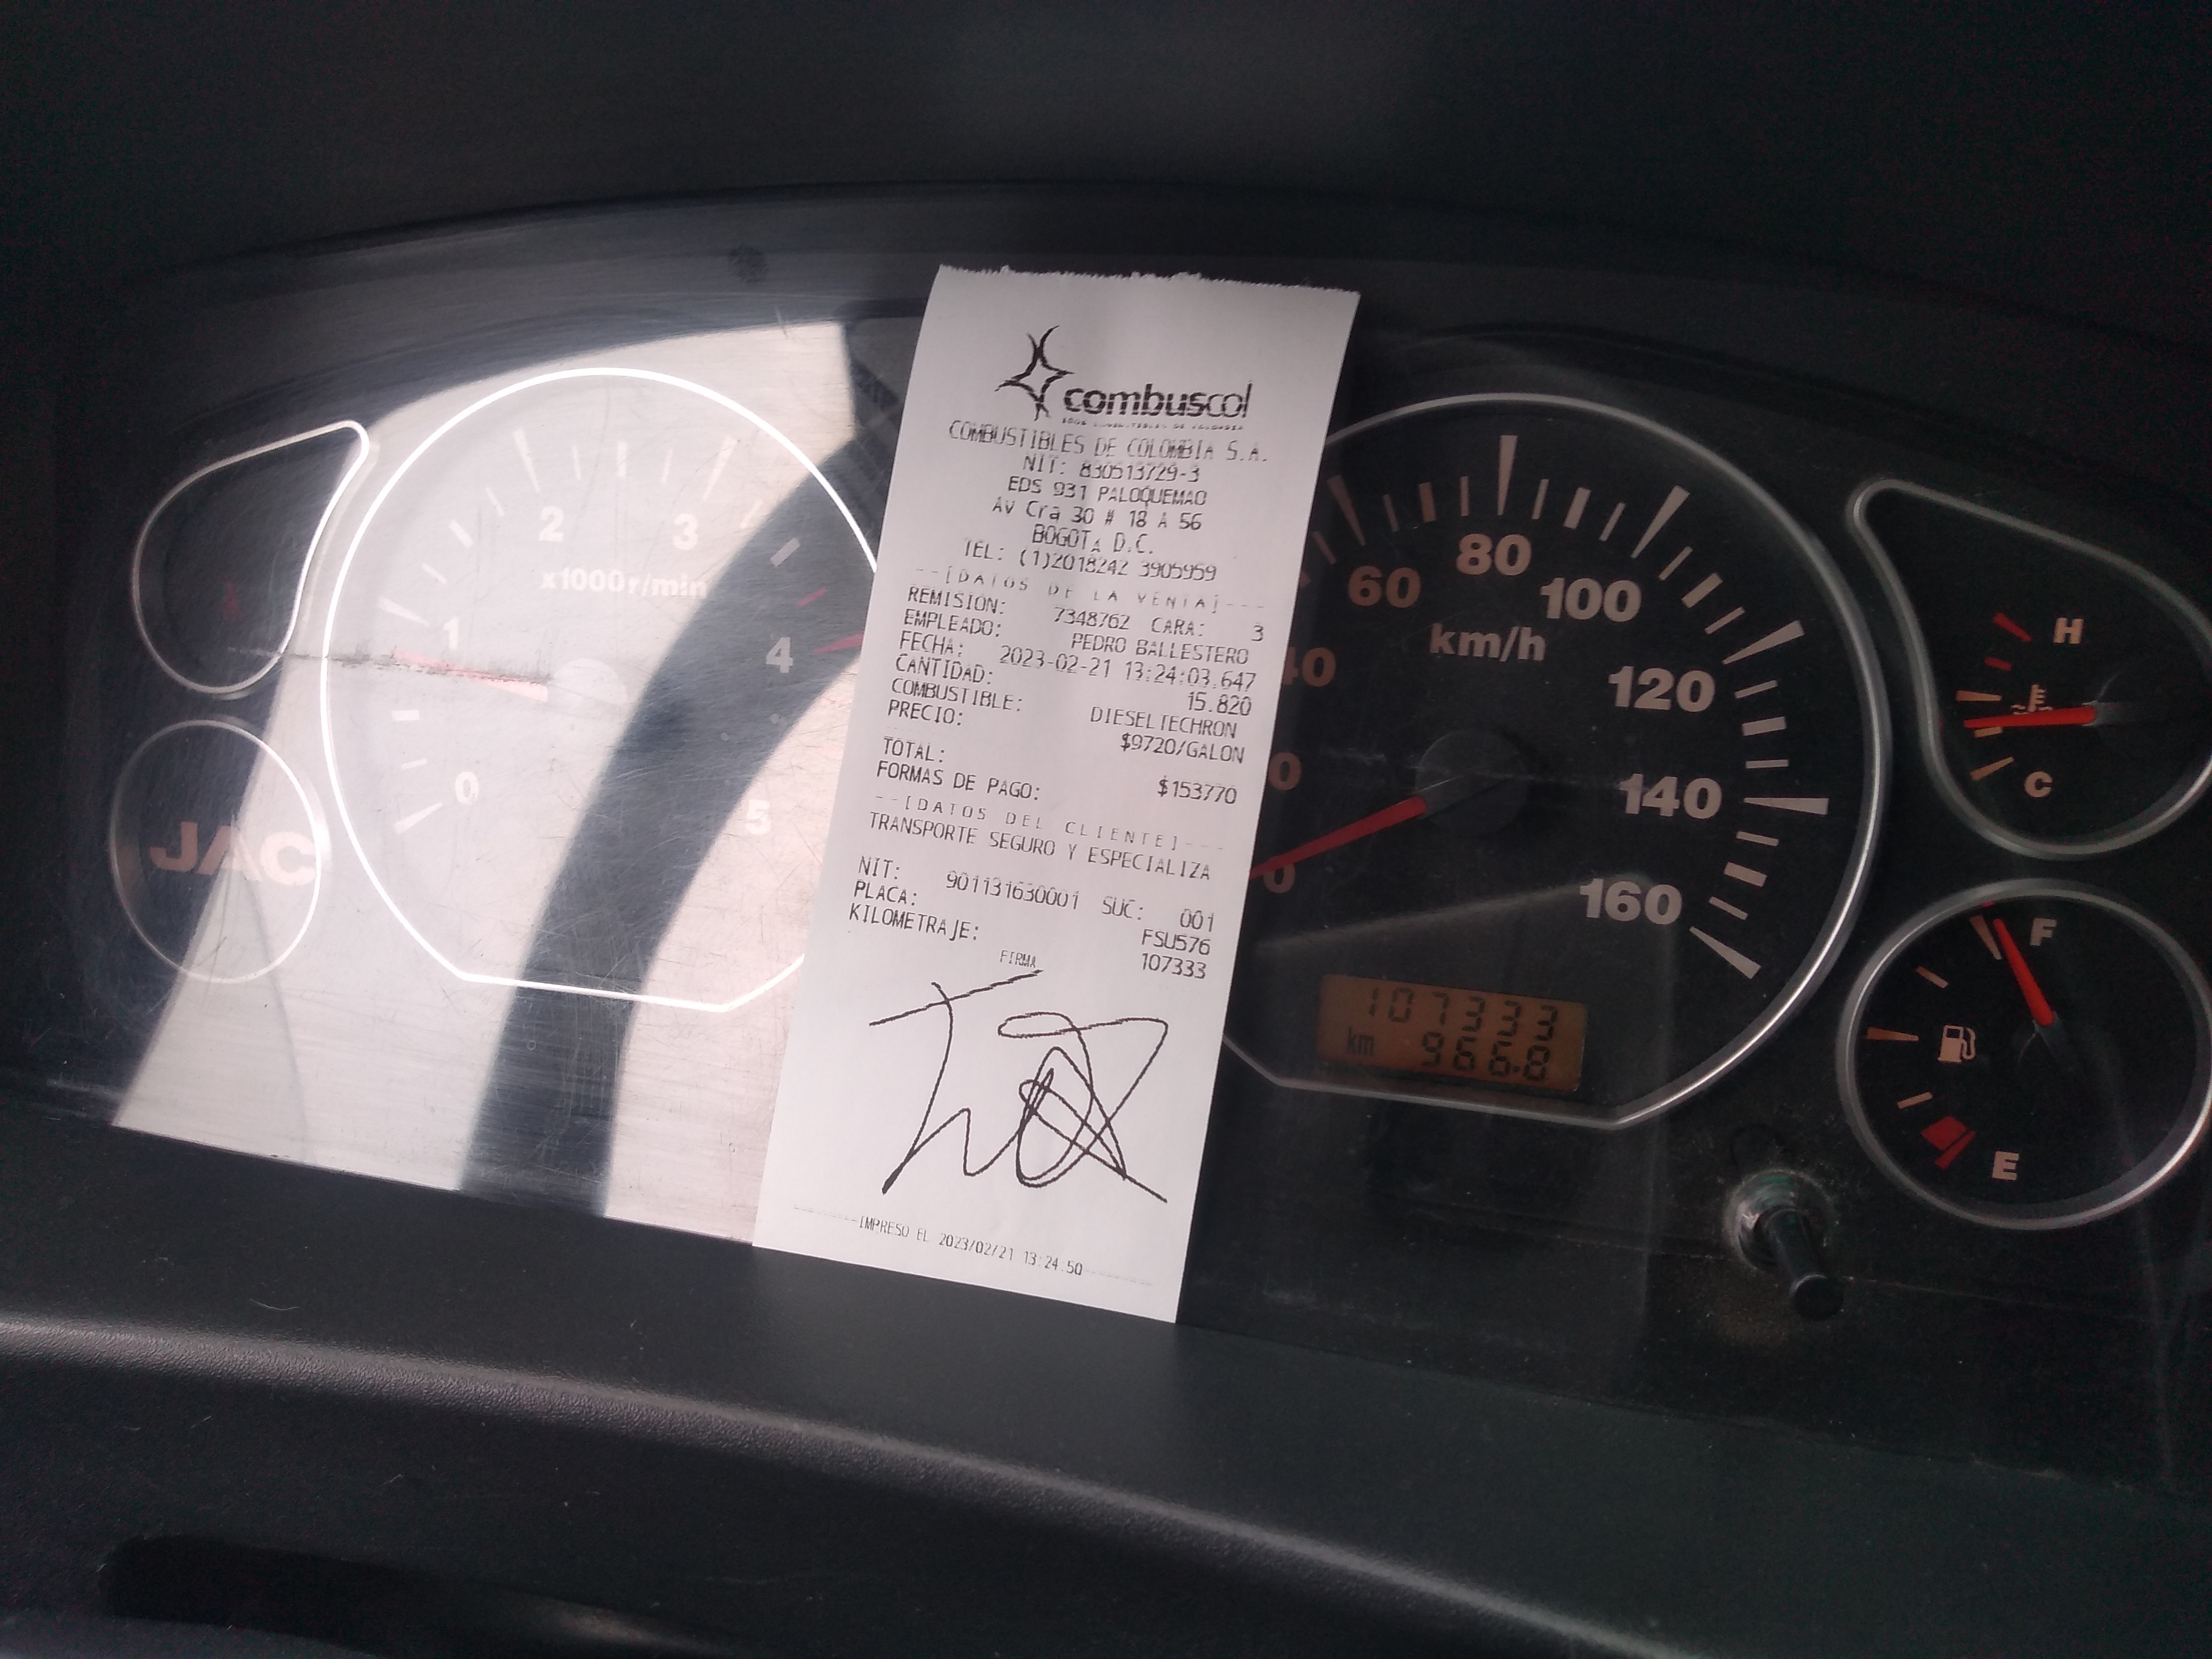 combuscol
COMBUSTIBLES DE COLOMBIA S.A.
NIT: 830513729-3
EDS 931 PALOQUEMAO
Av Cra 30 # 18 A 56
BOGOTA D.C.
TEL: (1)2018242 3905959
--[DATOS DE LA VENTA]---
REMISION: 7348762 CARA: 3
EMPLEADO: PEDRO BALLESTERO
FECHA: 2023-02-21 13:24:03.647
CANTIDAD: 15.820
COMBUSTIBLE: DIESELTECHRON
PRECIO: $9720/GALON
TOTAL: $153770
FORMAS DE PAGO:
--[DATOS DEL CLIENTE]---
TRANSPORTE SEGURO Y ESPECIALIZA
NIT: 901131630001 SUC: 001
PLACA: FSU576
KILOMETRAJE: 107333
FIRMA
IMPRESO EL 2023/02/21 13:24:50
0
1
2
3
4
5
x1000r/min
JAC
0
40
60
80
100
120
140
160
km/h
107333
km 966.8
H
C
F
E